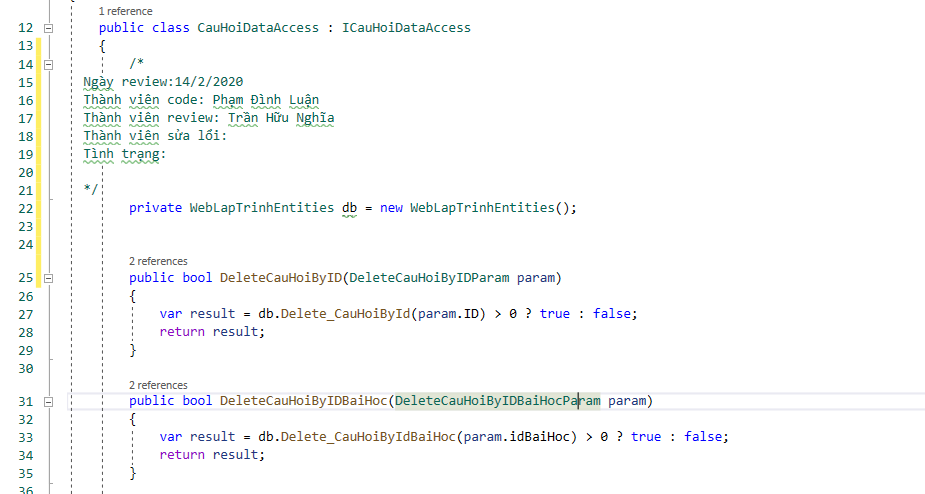 1 reference
12 public class CauHoiDataAccess : ICauHoiDataAccess
13 {
14 /*
15 Ngày review:14/2/2020
16 Thành viên code: Phạm Đình Luận
17 Thành viên review: Trần Hữu Nghĩa
18 Thành viên sửa lổi:
19 Tình trạng:
20
21 */
22 private WebLapTrinhEntities db = new WebLapTrinhEntities();
23
24
2 references
25 public bool DeleteCauHoiByID(DeleteCauHoiByIDParam param)
26 {
27 var result = db.Delete_CauHoiById(param.ID) > 0 ? true : false;
28 return result;
29 }
30
2 references
31 public bool DeleteCauHoiByIDBaiHoc(DeleteCauHoiByIDBaiHocParam param)
32 {
33 var result = db.Delete_CauHoiByIdBaiHoc(param.idBaiHoc) > 0 ? true : false;
34 return result;
35 }
36